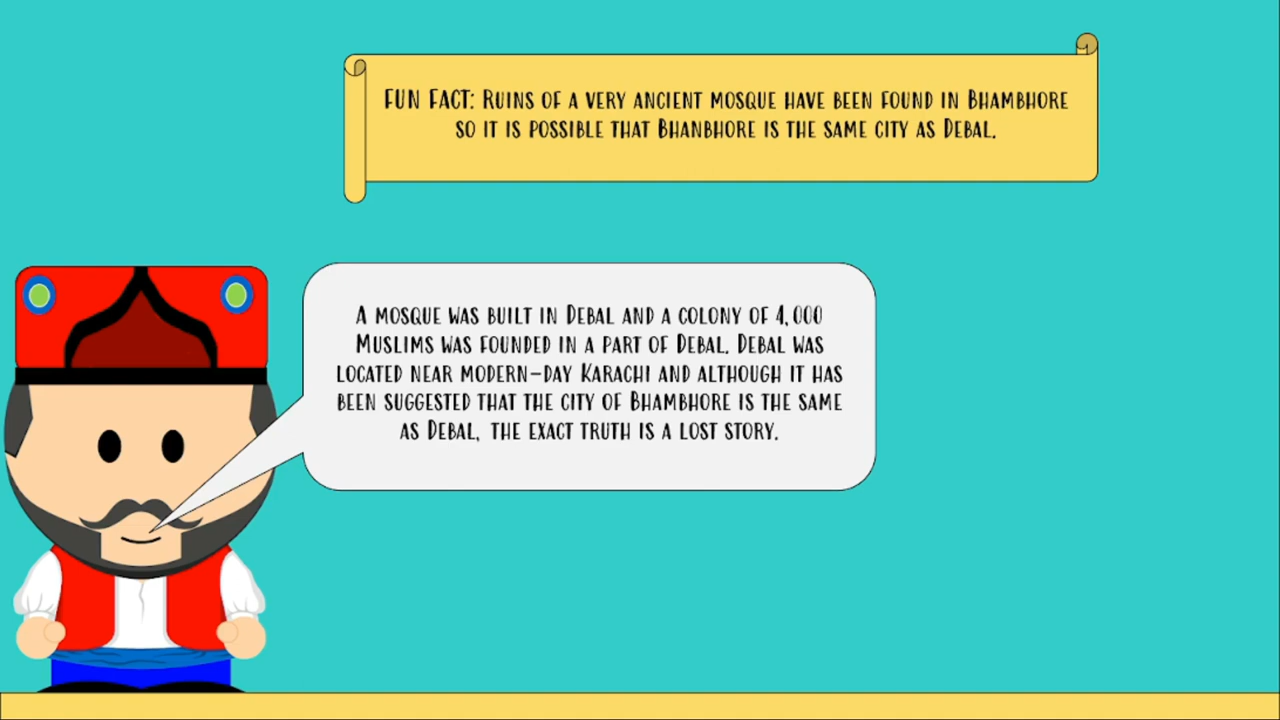 FUN FACT: Ruins of a very ancient mosque have been found in Bhambhore
so it is possible that Bhanbhore is the same city as Debal.
A mosque was built in Debal and a colony of 4,000
Muslims was founded in a part of Debal. Debal was
located near modern-day Karachi and although it has
been suggested that the city of Bhambhore is the same
as Debal, the exact truth is a lost story.